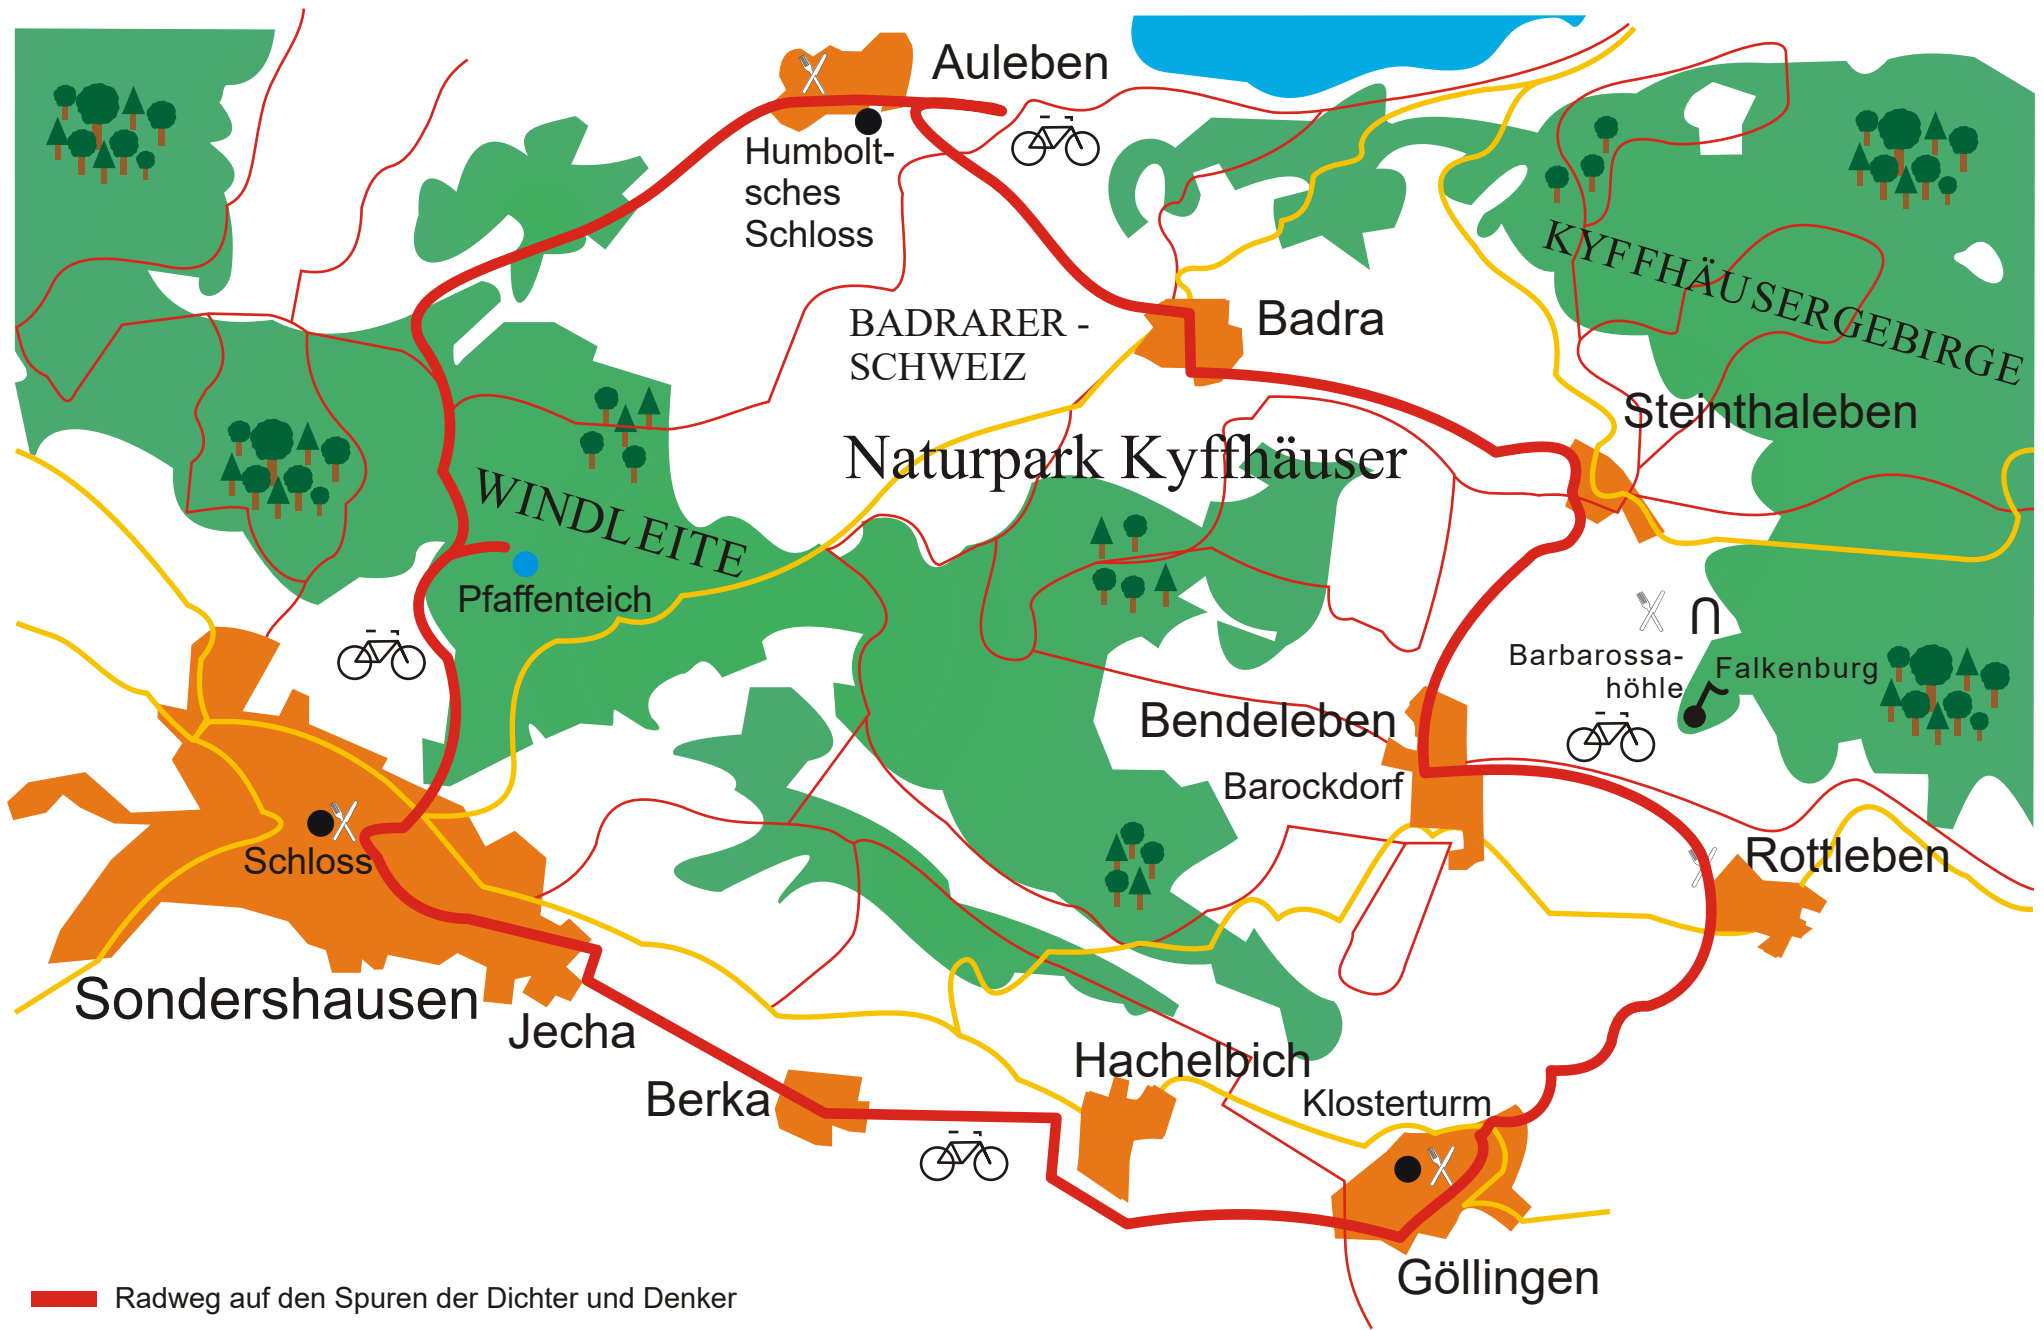 Auleben
Humbolt-
sches
Schloss
KYFFHÄUSERGEBIRGE
BADRARER -
SCHWEIZ
Badra
Steinthaleben
Naturpark Kyffhäuser
WINDLEITE
Pfaffenteich
Barbarossa-
höhle
Falkenburg
Bendeleben
Barockdorf
Rottleben
Schloss
Sondershausen
Jecha
Berka
Hachelbich
Klosterturm
Göllingen
Radweg auf den Spuren der Dichter und Denker